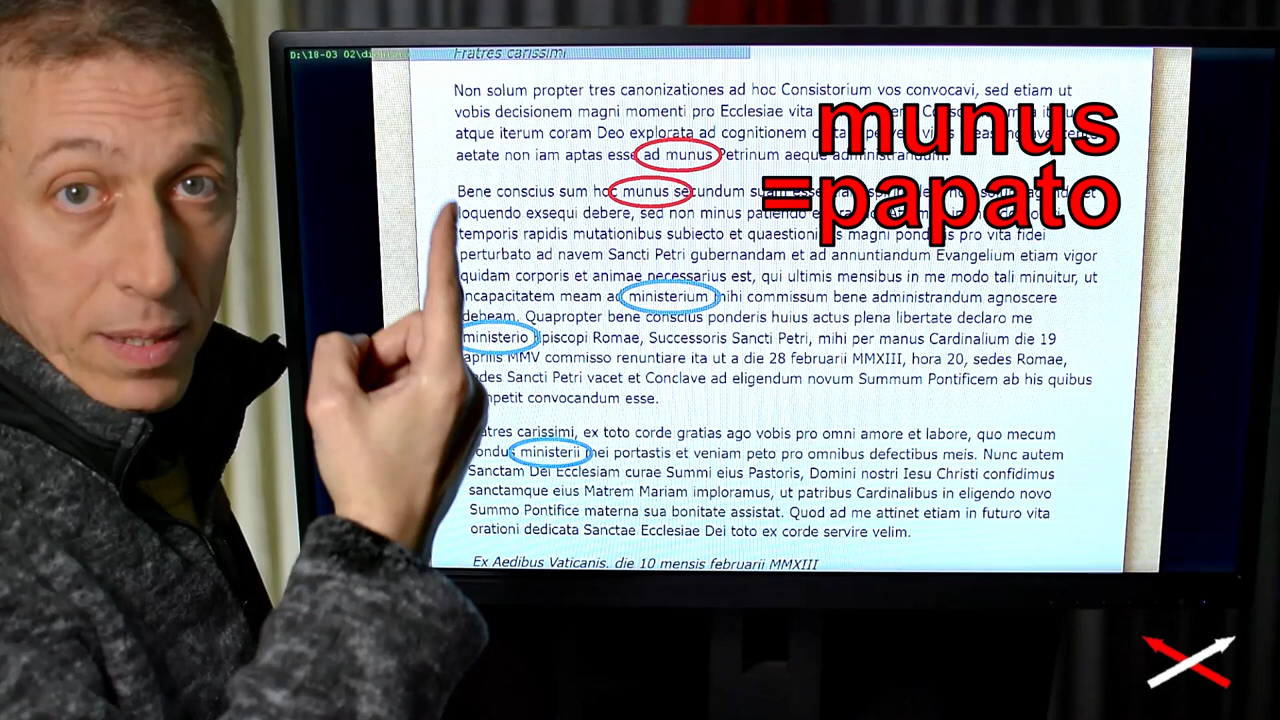 D:\18-03 02\di
Fratres carissimi
Non solum propter tres canonizationes ad hoc Consistorium vos convocavi, sed etiam ut
vobis decisionem magni momenti pro Ecclesiae vita
atque iterum coram Deo explorata ad cognitionem
aetate non iam aptas esse ad munus Petrinum aeque administrandum.
munus
=papato
Bene conscius sum hoc munus secundum
loquendo exsequi debere, sed non minus patiendo
temporis rapidis mutationibus subiecto et magni pro vita fidei
perturbato ad navem Sancti Petri gubernandam et ad annuntiandum Evangelium etiam vigor
quidam corporis et animae necessarius est, qui ultimis mensibus in me modo tali minuitur, ut
incapacitatem meam ad ministerium mihi commissum bene administrandum agnoscere
debeam. Quapropter bene conscius ponderis huius actus plena libertate declaro me
ministerio Episcopi Romae, Successoris Sancti Petri, mihi per manus Cardinalium die 19
aprilis MMV commisso renuntiare ita ut a die 28 februarii MMXIII, hora 20, sedes Romae,
sedes Sancti Petri vacet et Conclave ad eligendum novum Summum Pontificem ab his quibus
competit convocandum esse.
Fratres carissimi, ex toto corde gratias ago vobis pro omni amore et labore, quo mecum
pondus ministerii mei portastis et veniam peto pro omnibus defectibus meis. Nunc autem
Sanctam Dei Ecclesiam curae Summi eius Pastoris, Domini nostri Iesu Christi confidimus
sanctamque eius Matrem Mariam imploramus, ut patribus Cardinalibus in eligendo novo
Summo Pontifice materna sua bonitate assistat. Quod ad me attinet etiam in futuro vita
orationi dedicata Sanctae Ecclesiae Dei toto ex corde servire velim.
Ex Aedibus Vaticanis, die 10 mensis februarii MMXIII